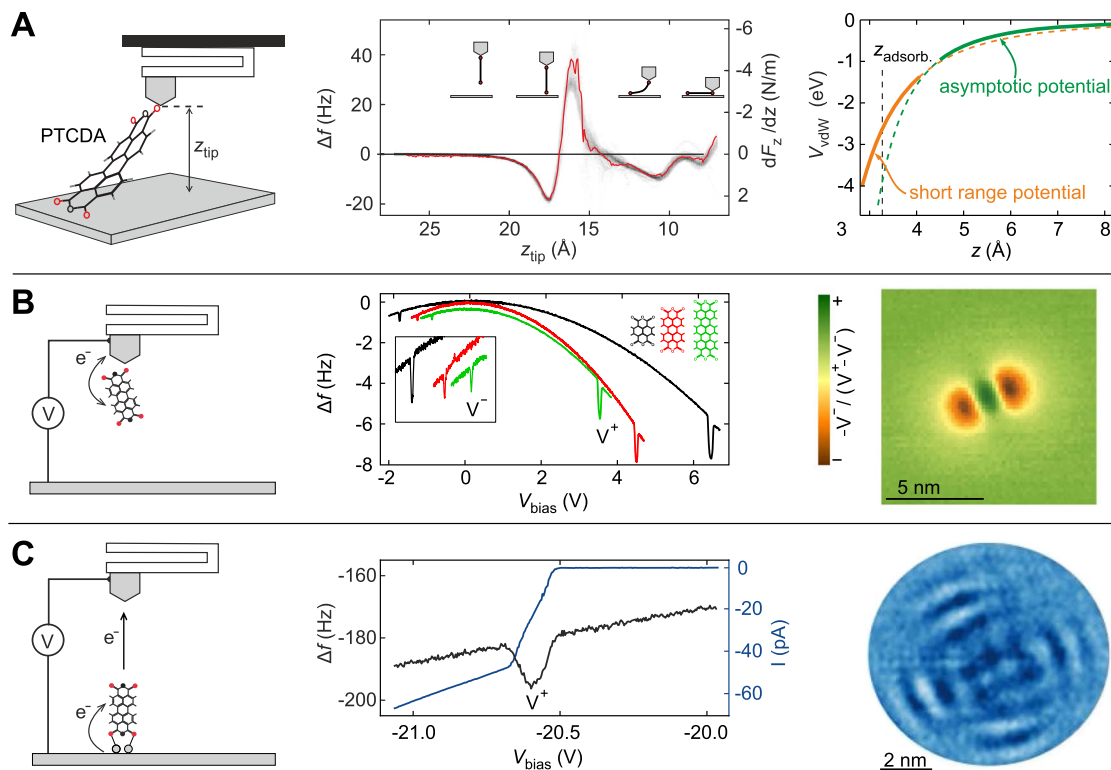 A
PTCDA
z_tip
Δf (Hz)
40
20
0
-20
25
20
15
10
z_tip (Å)
-6
-4
-2
0
2
dF_z/dz (N/m)
V_vdW (eV)
0
-1
-2
-3
-4
z_adsorb.
asymptotic potential
short range potential
3
4
5
6
7
8
z (Å)
B
V
e⁻
Δf (Hz)
0
-2
-4
-6
-8
V⁻
V⁺
-2
0
2
4
6
V_bias (V)
+
-V⁻/ (V⁺- V⁻)
–
5 nm
C
V
e⁻
e⁻
Δf (Hz)
-160
-180
-200
V⁺
-21.0
-20.5
-20.0
V_bias (V)
0
-20
-40
-60
I (pA)
2 nm